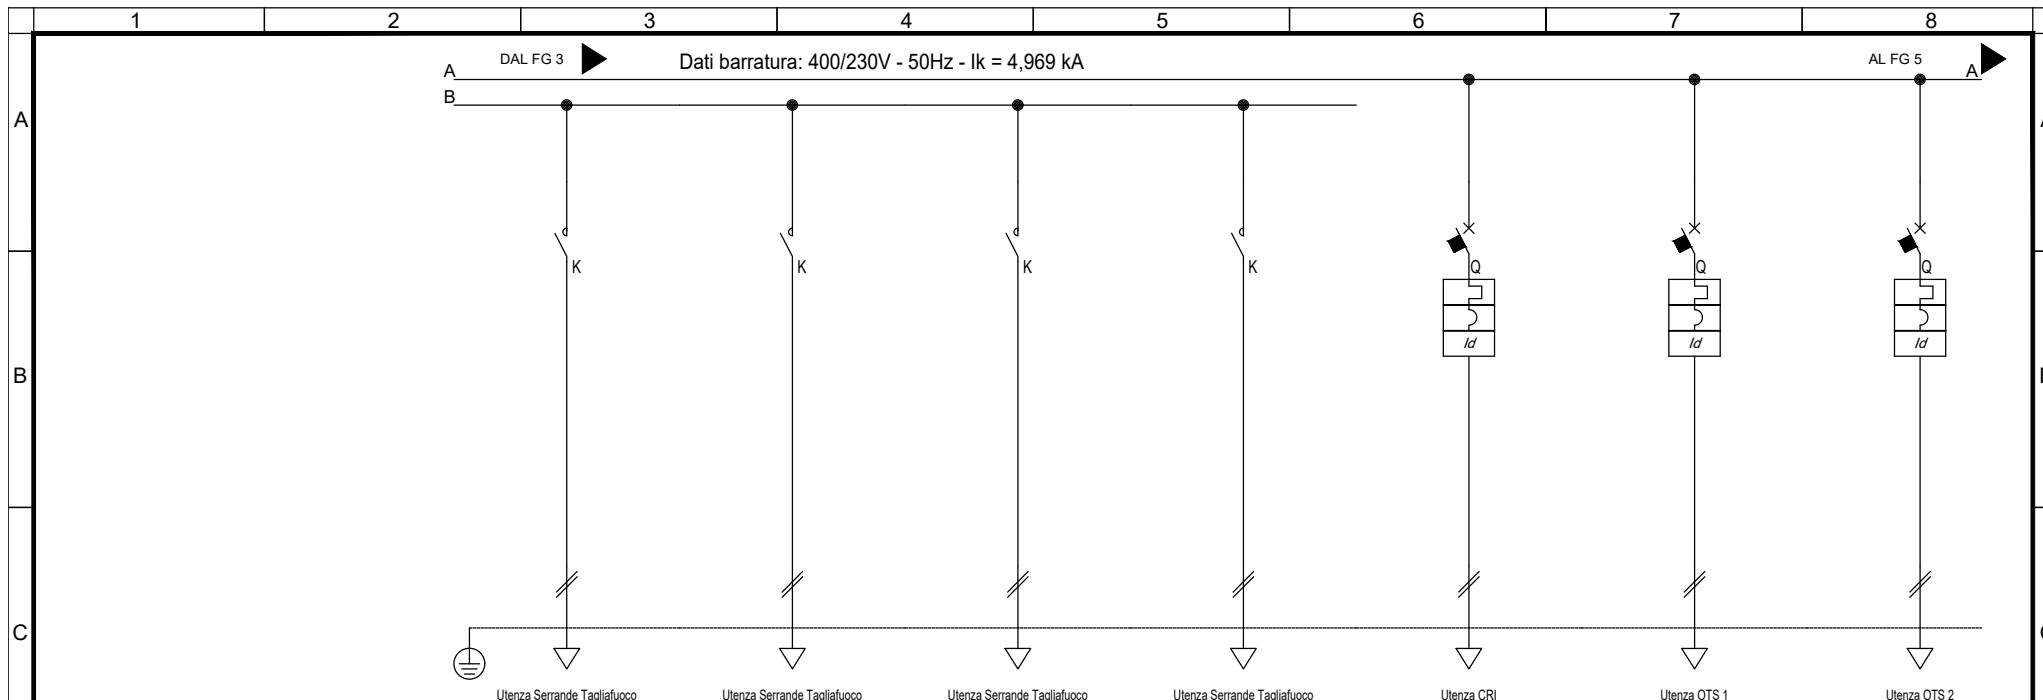 1 2 3 4 5 6 7 8
DAL FG 3 Dati barratura: 400/230V - 50Hz - Ik = 4,969 kA AL FG 5
A A
B
A
K K K K Q Q Q
Id Id Id
B
C
Utenza Serrande Tagliafuoco Utenza Serrande Tagliafuoco Utenza Serrande Tagliafuoco Utenza Serrande Tagliafuoco Utenza CRI Utenza OTS 1 Utenza OTS 2